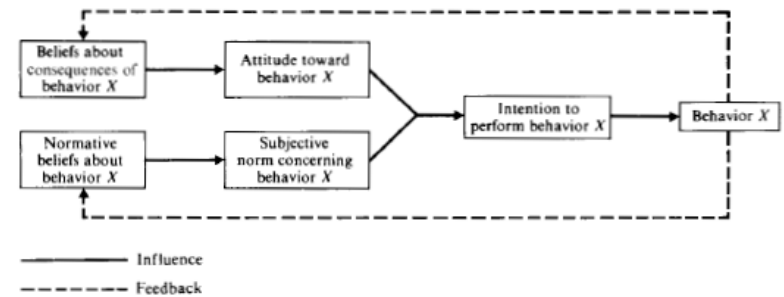 Beliefs about
consequences of
behavior X
Attitude toward
behavior X
Intention to
perform behavior X
Behavior X
Normative
beliefs about
behavior X
Subjective
norm concerning
behavior X
Influence
Feedback